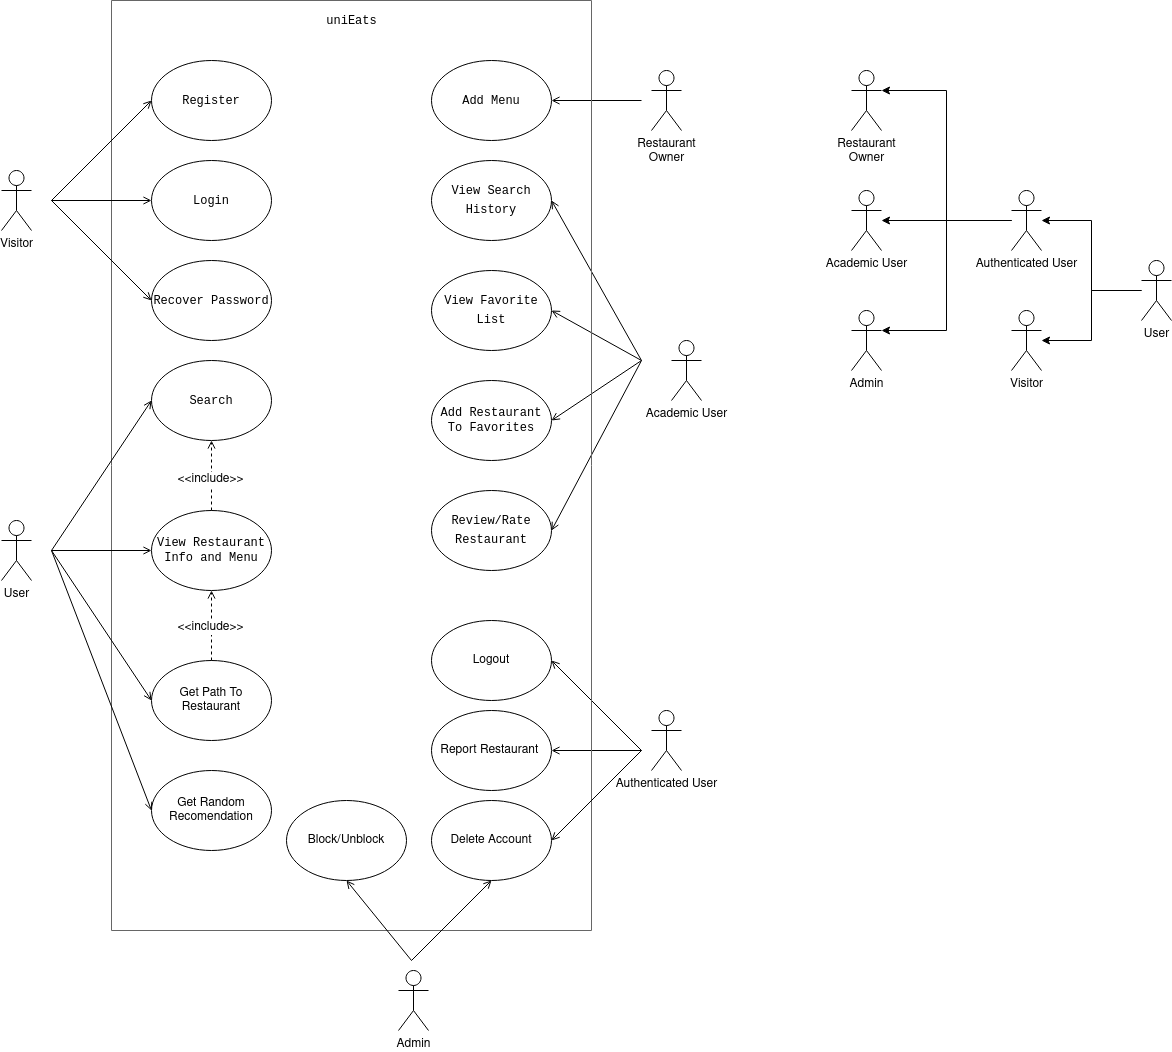 uniEats
Register
Login
Recover Password
Visitor
Search
<<include>>
View Restaurant
Info and Menu
<<include>>
Get Path To
Restaurant
Get Random
Recomendation
User
Add Menu
View Search
History
View Favorite
List
Add Restaurant
To Favorites
Review/Rate
Restaurant
Logout
Report Restaurant
Block/Unblock
Delete Account
Admin
Restaurant
Owner
Academic User
Authenticated User
Restaurant
Owner
Academic User
Admin
Authenticated User
Visitor
User